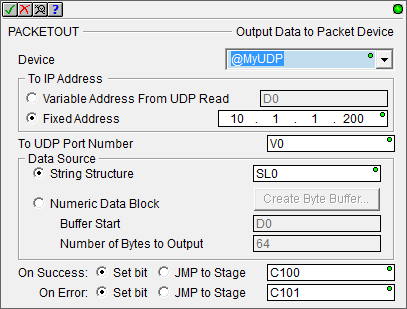 PACKETOUT Output Data to Packet Device
Device @MyUDP
To IP Address
Variable Address From UDP Read D0
Fixed Address 10 . 1 . 1 . 200
To UDP Port Number V0
Data Source
String Structure SL0
Numeric Data Block Create Byte Buffer...
Buffer Start D0
Number of Bytes to Output 64
On Success: Set bit JMP to Stage C100
On Error: Set bit JMP to Stage C101